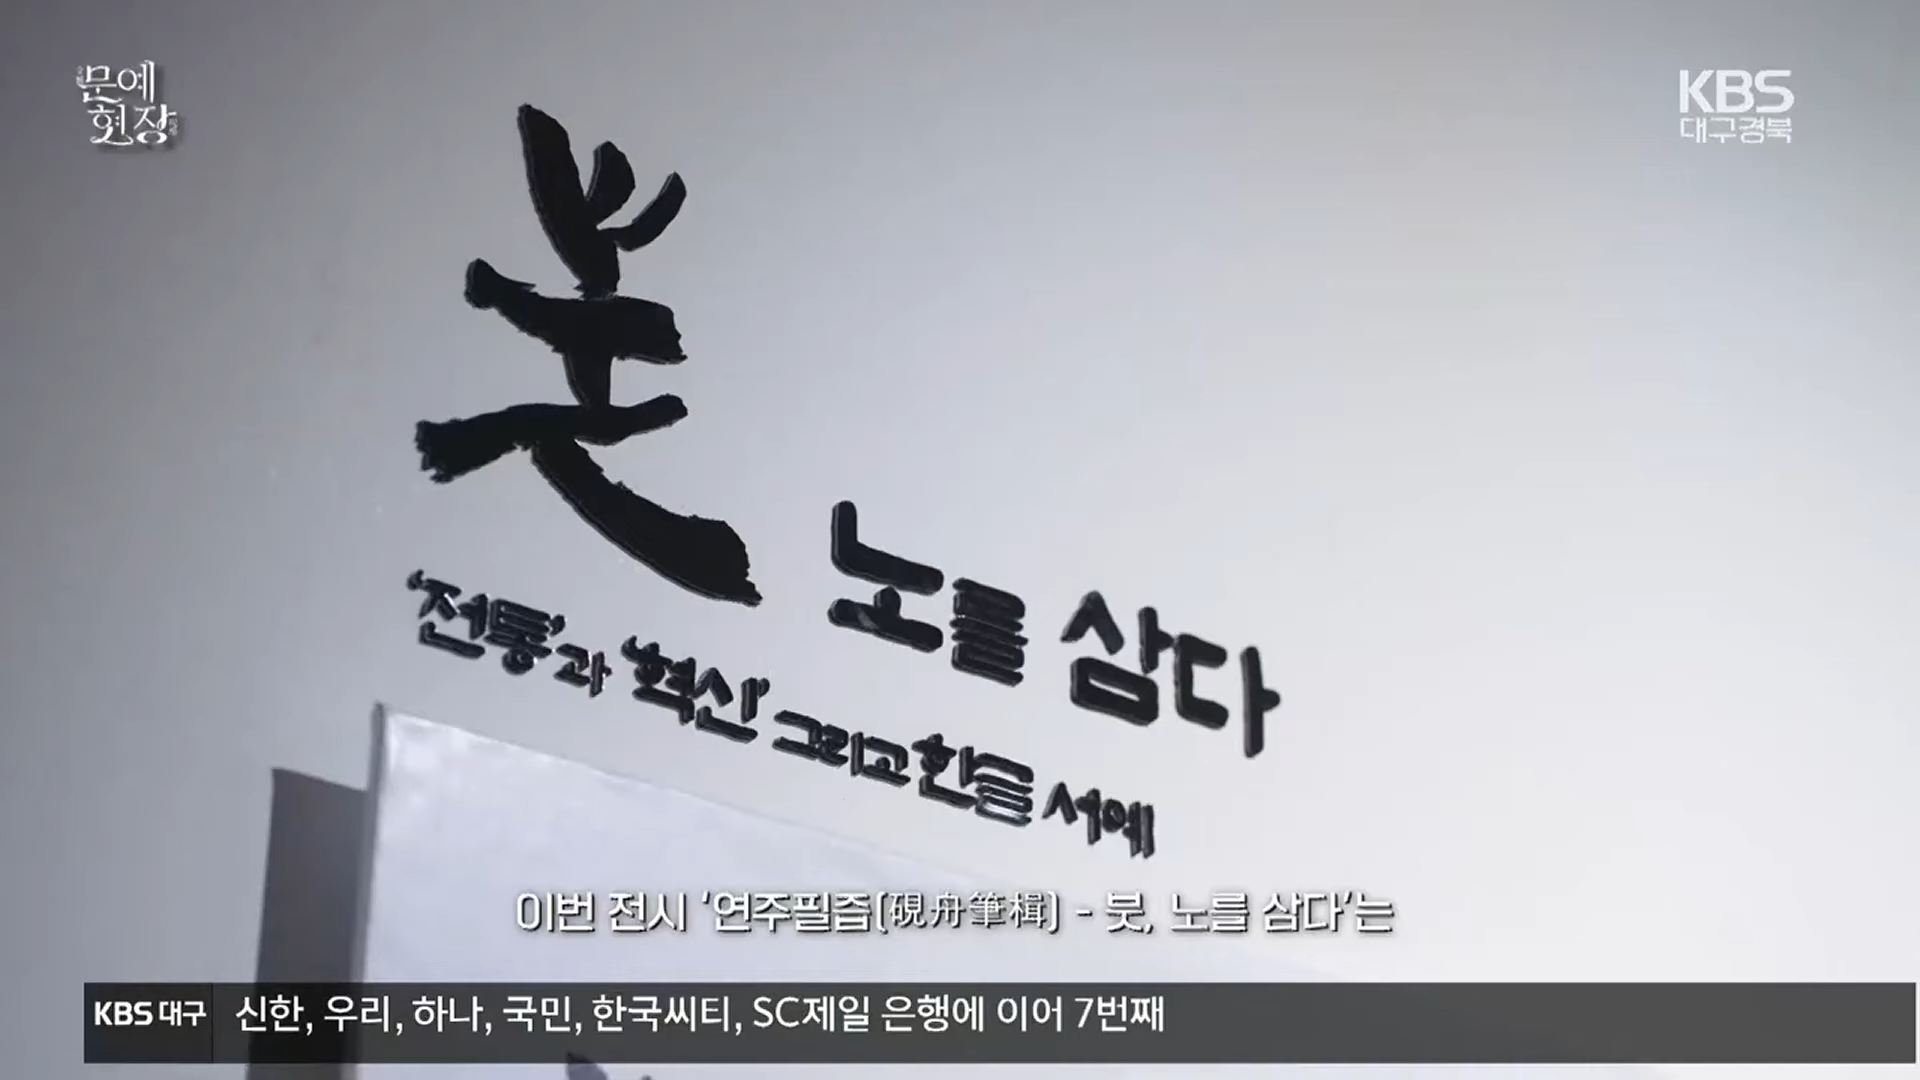 문예
현장
KBS
대구경북
붓
노를 삼다
'전통'과 '혁신' 그리고 한글 서예
이번 전시 '연주필즙(硯舟筆楫) - 붓, 노를 삼다'는
KBS 대구 신한, 우리, 하나, 국민, 한국씨티, SC제일 은행에 이어 7번째